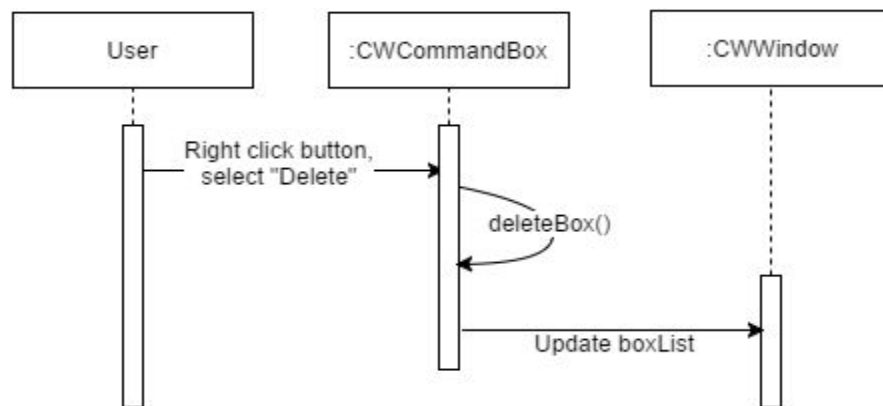 User
:CWCommandBox
:CWWindow
Right click button,
select "Delete"
deleteBox()
Update boxList